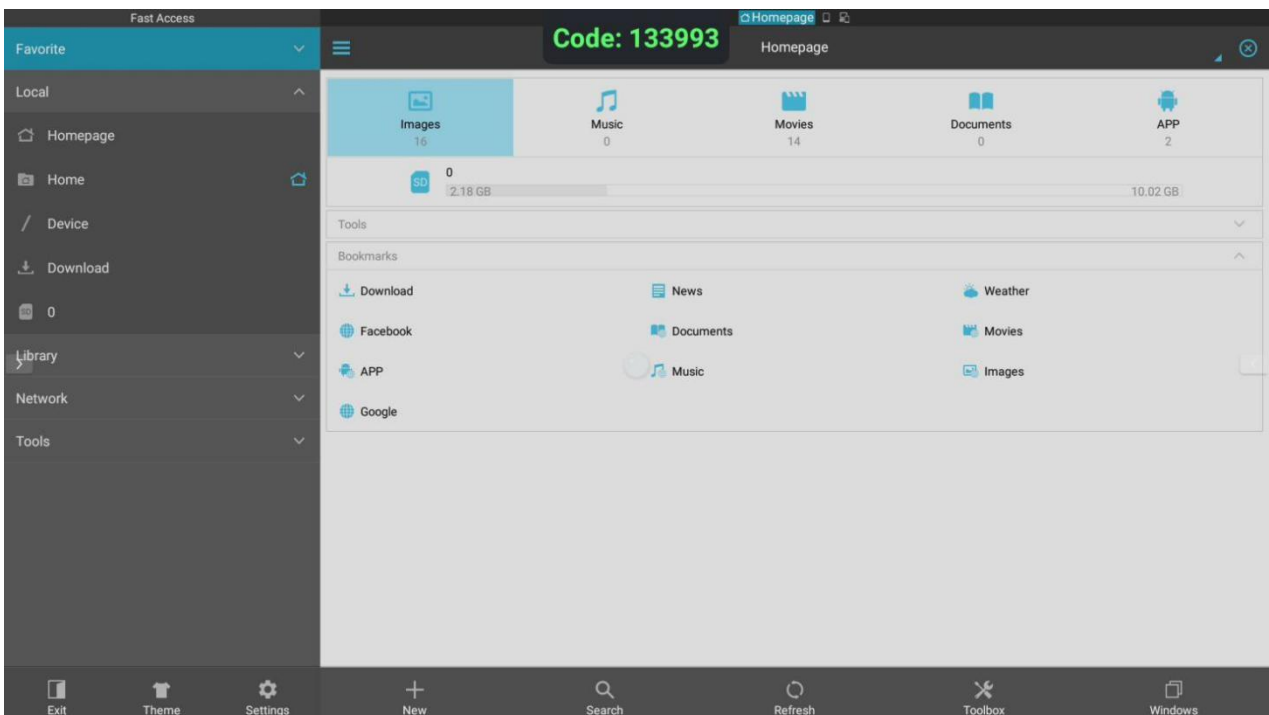 Fast Access
Homepage
Favorite
Code: 133993
Homepage
Local
Homepage
Home
Device
Download
0
Library
Network
Tools
Images
16
Music
0
Movies
14
Documents
0
APP
2
SD
0
2.18 GB
10.02 GB
Tools
Bookmarks
Download
News
Weather
Facebook
Documents
Movies
APP
Music
Images
Google
Exit
Theme
Settings
New
Search
Refresh
Toolbox
Windows